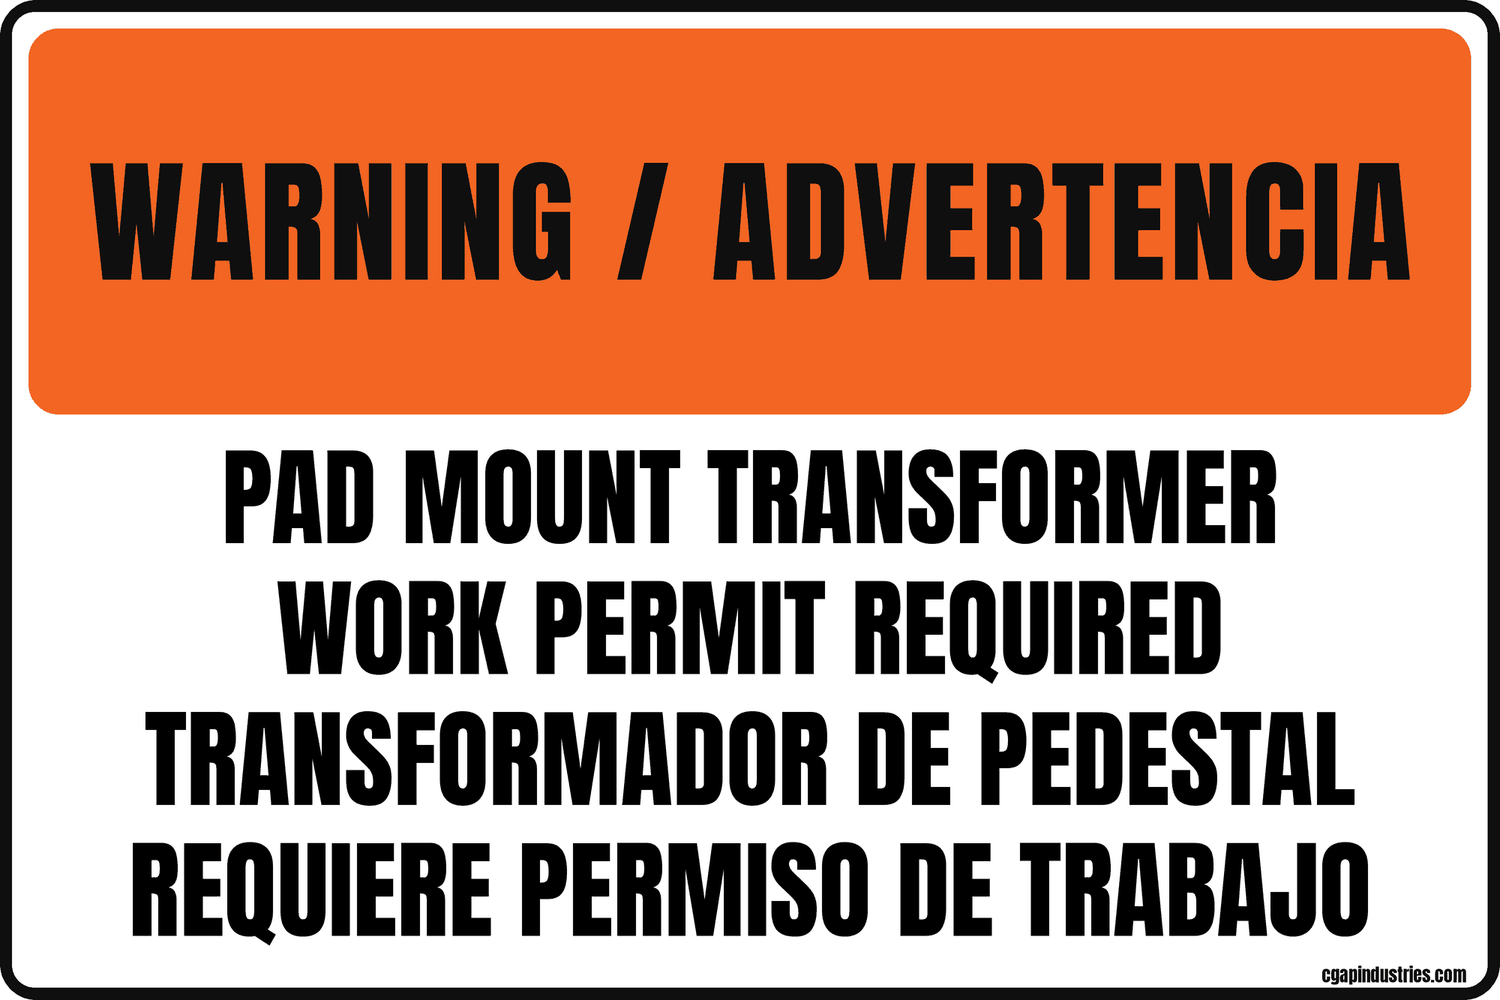 WARNING / ADVERTENCIA
PAD MOUNT TRANSFORMER
WORK PERMIT REQUIRED
TRANSFORMADOR DE PEDESTAL
REQUIERE PERMISO DE TRABAJO
cgapindustries.com